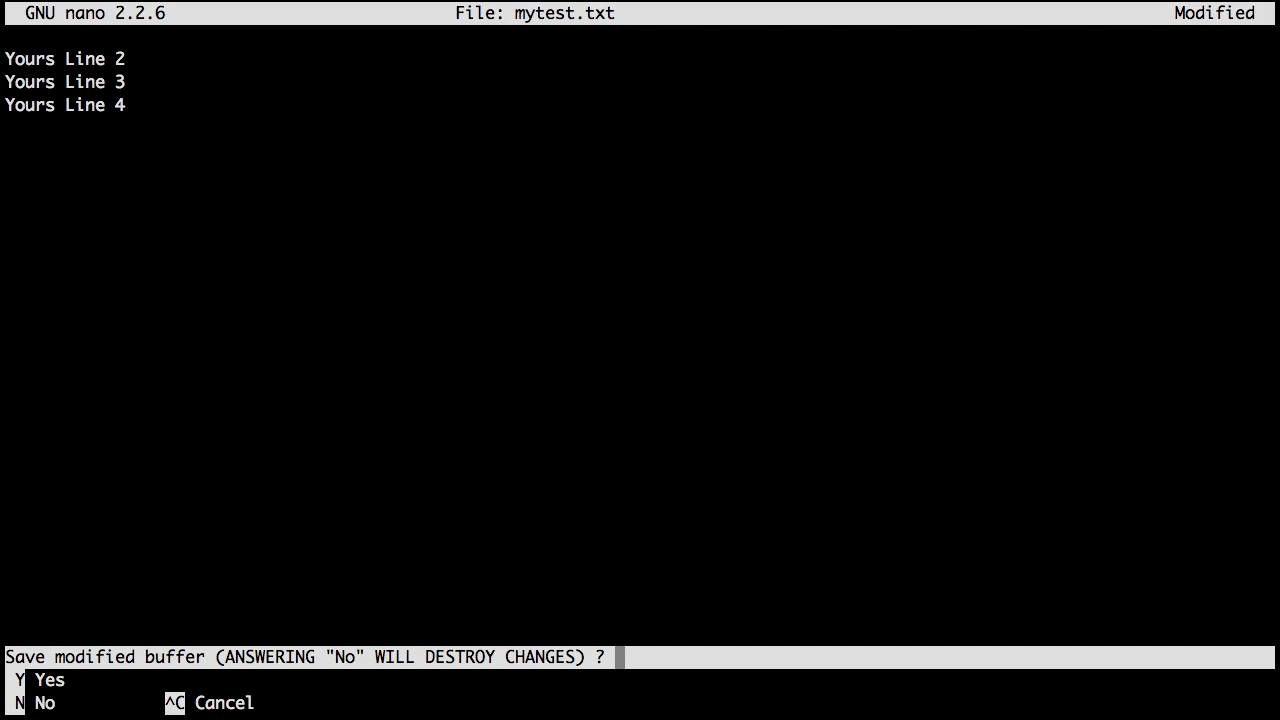 GNU nano 2.2.6 File: mytest.txt Modified
Yours Line 2
Yours Line 3
Yours Line 4
Save modified buffer (ANSWERING "No" WILL DESTROY CHANGES) ?
Y Yes
N No ^C Cancel